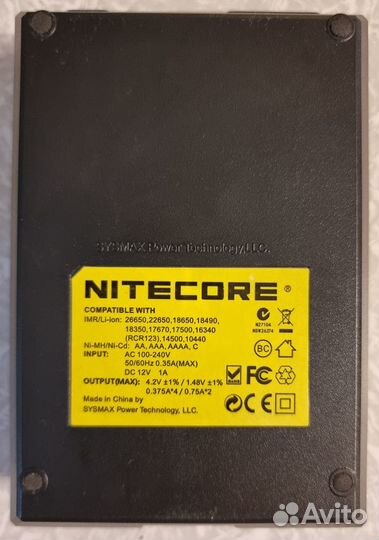 SYSMAX Power Technology,LLC.
NITECORE ®
COMPATIBLE WITH
IMR/Li-ion: 26650,22650,18650,18490,
18350,17670,17500,16340
(RCR123),14500,10440
Ni-MH/Ni-Cd: AA, AAA, AAAA, C
INPUT: AC 100-240V
50/60Hz 0.35A(MAX)
DC 12V 1A
OUTPUT(MAX): 4.2V ±1% / 1.48V ±1%
0.375A*4 / 0.75A*2
Made in China by
SYSMAX Power Technology, LLC.
N27104
BC
FC
CE
Avito